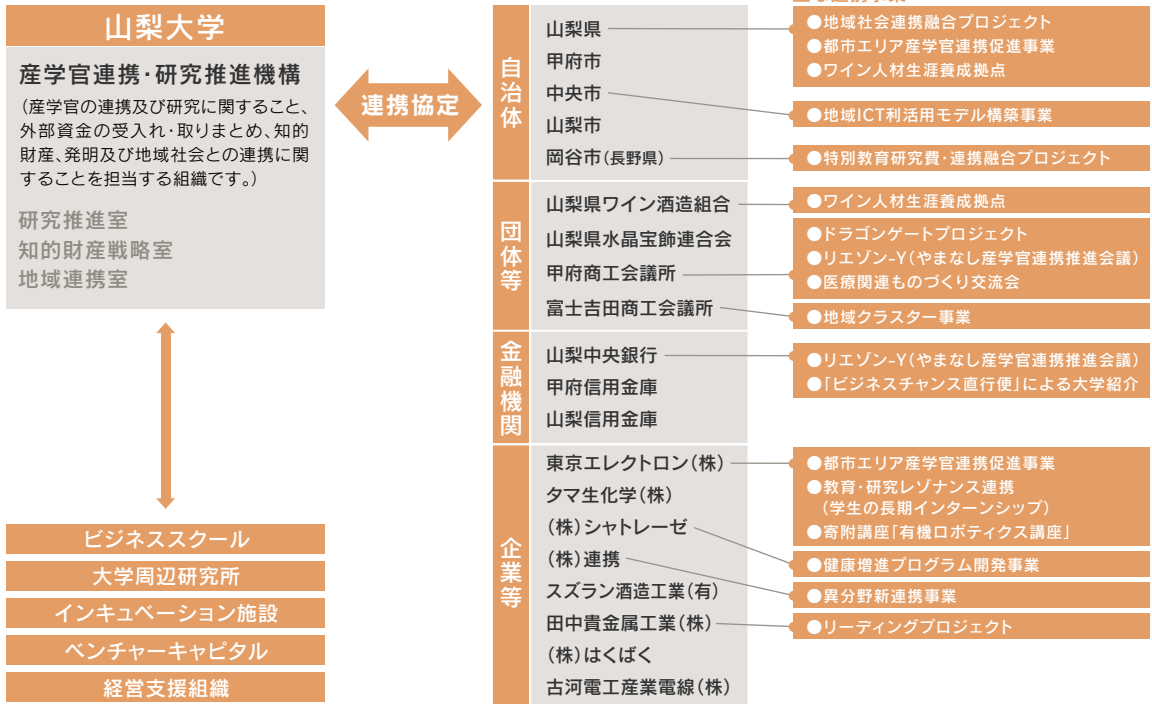 山梨大学
産学官連携・研究推進機構
(産学官の連携及び研究に関すること、
外部資金の受入れ・取りまとめ、知的
財産、発明及び地域社会との連携に関
することを担当する組織です。)
研究推進室
知的財産戦略室
地域連携室
連携協定
ビジネススクール
大学周辺研究所
インキュベーション施設
ベンチャーキャピタル
経営支援組織
自治体
山梨県
甲府市
中央市
山梨市
岡谷市(長野県)
団体等
山梨県ワイン酒造組合
山梨県水晶宝飾連合会
甲府商工会議所
富士吉田商工会議所
金融機関
山梨中央銀行
甲府信用金庫
山梨信用金庫
企業等
東京エレクトロン(株)
タマ生化学(株)
(株)シャトレーゼ
(株)連携
スズラン酒造工業(有)
田中貴金属工業(株)
(株)はくばく
古河電工産業電線(株)
●地域社会連携融合プロジェクト
●都市エリア産学官連携促進事業
●ワイン人材生涯養成拠点
●地域ICT利活用モデル構築事業
●特別教育研究費・連携融合プロジェクト
●ワイン人材生涯養成拠点
●ドラゴンゲートプロジェクト
●リエゾン-Y(やまなし産学官連携推進会議)
●医療関連ものづくり交流会
●地域クラスター事業
●リエゾン-Y(やまなし産学官連携推進会議)
●「ビジネスチャンス直行便」による大学紹介
●都市エリア産学官連携促進事業
●教育・研究レゾナンス連携
(学生の長期インターンシップ)
●寄附講座「有機ロボティクス講座」
●健康増進プログラム開発事業
●異分野新連携事業
●リーディングプロジェクト